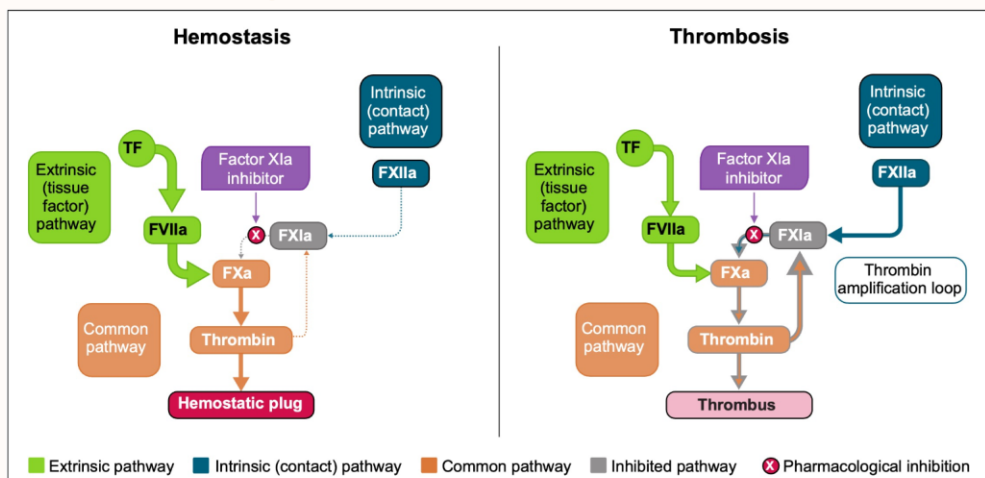 Hemostasis
Intrinsic
(contact)
pathway
TF
Extrinsic
(tissue
factor)
pathway
Factor XIa
inhibitor
FXIIa
FVIIa
X
FXIa
FXa
Common
pathway
Thrombin
Hemostatic plug
Thrombosis
Intrinsic
(contact)
pathway
TF
Extrinsic
(tissue
factor)
pathway
Factor XIa
inhibitor
FXIIa
FVIIa
X
FXIa
FXa
Thrombin
amplification loop
Common
pathway
Thrombin
Thrombus
Extrinsic pathway
Intrinsic (contact) pathway
Common pathway
Inhibited pathway
X Pharmacological inhibition